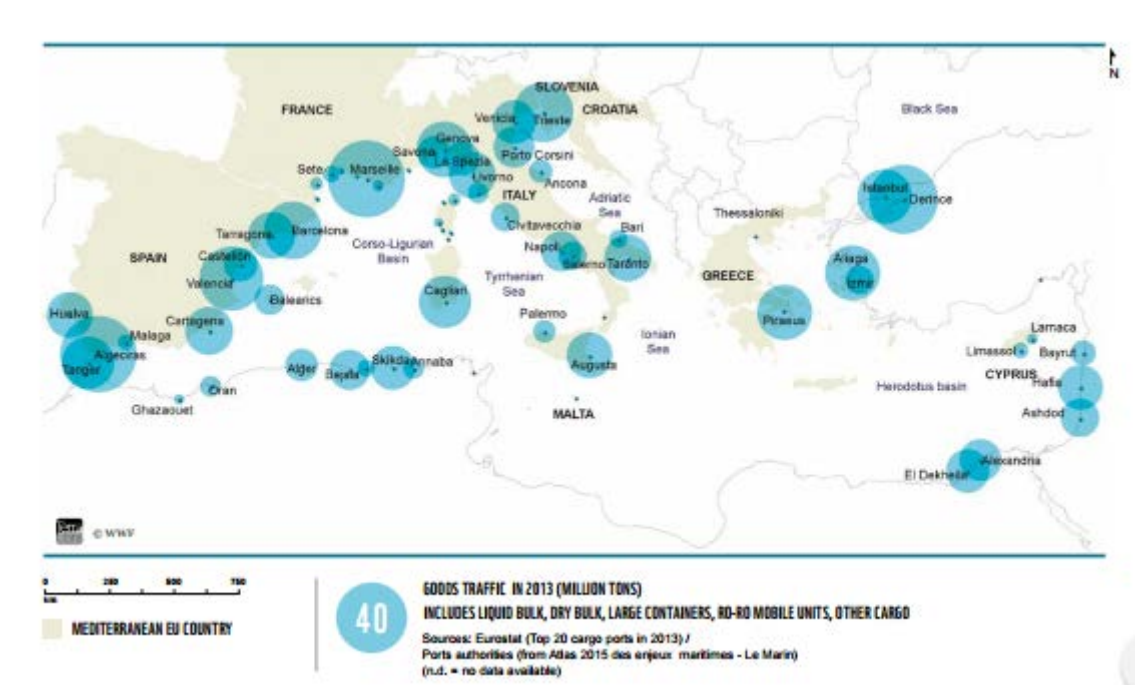 N
SLOVENIA
FRANCE
CROATIA
Black Sea
Venicia
Trieste
Genova
Savona
La Spezia
Porto Corsini
Sete
Marseille
Livorno
Ancona
ITALY
Istanbul
Derince
Adriatic
Sea
Thessaloniki
Civitavecchia
Bari
Tarragona
Barcelona
Corso-Ligurian
Basin
Napoli
Salerno
Taranto
SPAIN
Castellon
Valencia
Tyrrhenian
Sea
GREECE
Aliaga
Izmir
Balearics
Cagliari
Huelva
Cartagena
Palermo
Piraeus
Malaga
Ionian
Sea
Larnaca
Algeciras
Tanger
Alger
Bejaia
Skikda
Annaba
Augusta
Limassol
Bayrut
CYPRUS
Haifa
Oran
Herodotus basin
Ghazaouet
MALTA
Ashdod
Alexandria
El Dekheila
© WWF
0 250 500 750
km
MEDITERRANEAN EU COUNTRY
40
GOODS TRAFFIC IN 2013 (MILLION TONS)
INCLUDES LIQUID BULK, DRY BULK, LARGE CONTAINERS, RO-RO MOBILE UNITS, OTHER CARGO
Sources: Eurostat (Top 20 cargo ports in 2013) /
Ports authorities (from Atlas 2015 des enjeux maritimes - Le Marin)
(n.d. = no data available)